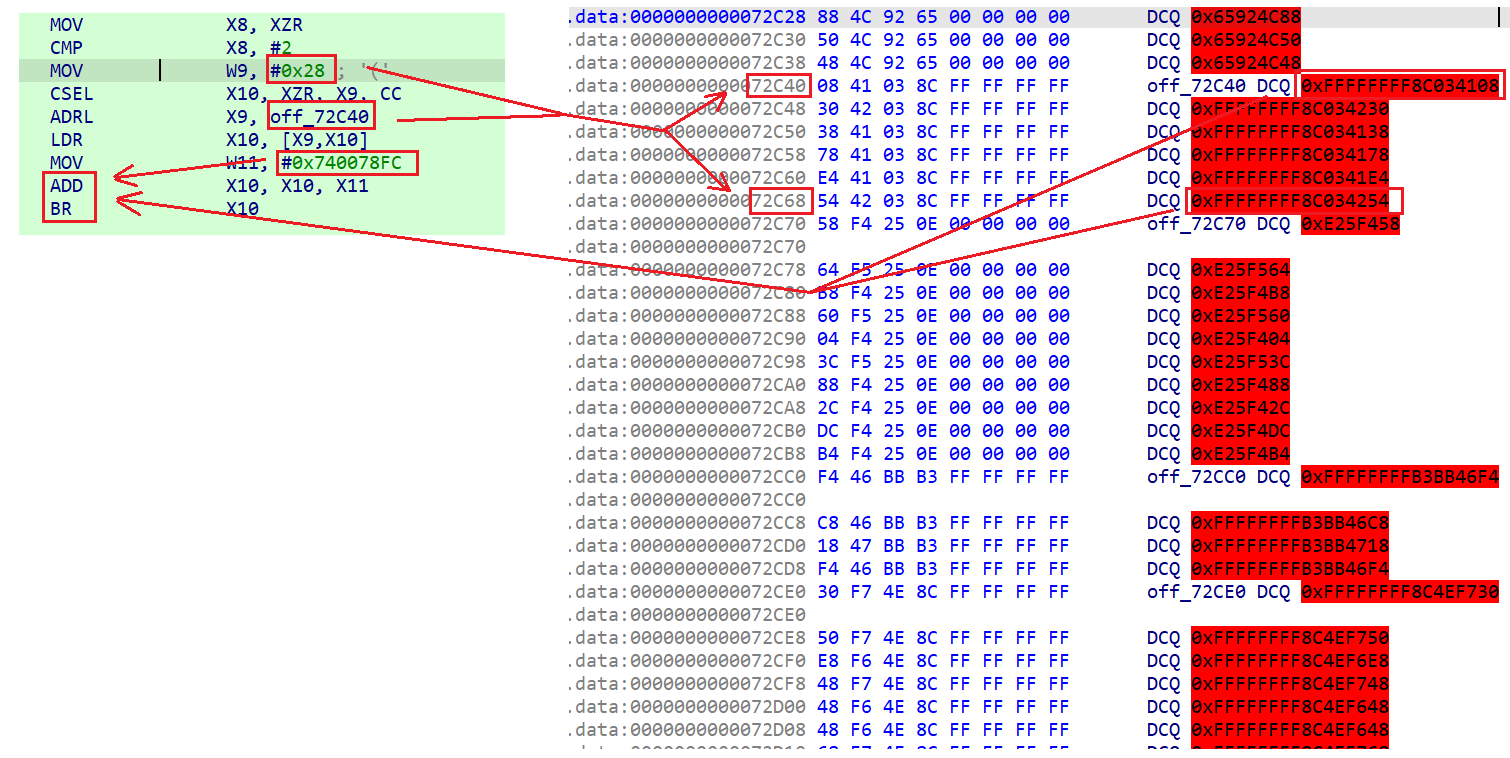 MOV X8, XZR
CMP X8, #2
MOV W9, #0x28 ; '('
CSEL X10, XZR, X9, CC
ADRL X9, off_72C40
LDR X10, [X9,X10]
MOV W11, #0x740078FC
ADD X10, X10, X11
BR X10
.data:0000000000072C28 88 4C 92 65 00 00 00 00 DCQ 0x65924C88
.data:0000000000072C30 50 4C 92 65 00 00 00 00 DCQ 0x65924C50
.data:0000000000072C38 48 4C 92 65 00 00 00 00 DCQ 0x65924C48
.data:0000000000072C40 08 41 03 8C FF FF FF FF off_72C40 DCQ 0xFFFFFFFF8C034108
.data:0000000000072C48 30 42 03 8C FF FF FF FF DCQ 0xFFFFFFFF8C034230
.data:0000000000072C50 38 41 03 8C FF FF FF FF DCQ 0xFFFFFFFF8C034138
.data:0000000000072C58 78 41 03 8C FF FF FF FF DCQ 0xFFFFFFFF8C034178
.data:0000000000072C60 E4 41 03 8C FF FF FF FF DCQ 0xFFFFFFFF8C0341E4
.data:0000000000072C68 54 42 03 8C FF FF FF FF DCQ 0xFFFFFFFF8C034254
.data:0000000000072C70 58 F4 25 0E 00 00 00 00 off_72C70 DCQ 0xE25F458
.data:0000000000072C70
.data:0000000000072C78 64 F5 25 0E 00 00 00 00 DCQ 0xE25F564
.data:0000000000072C80 B8 F4 25 0E 00 00 00 00 DCQ 0xE25F4B8
.data:0000000000072C88 60 F5 25 0E 00 00 00 00 DCQ 0xE25F560
.data:0000000000072C90 04 F4 25 0E 00 00 00 00 DCQ 0xE25F404
.data:0000000000072C98 3C F5 25 0E 00 00 00 00 DCQ 0xE25F53C
.data:0000000000072CA0 88 F4 25 0E 00 00 00 00 DCQ 0xE25F488
.data:0000000000072CA8 2C F4 25 0E 00 00 00 00 DCQ 0xE25F42C
.data:0000000000072CB0 DC F4 25 0E 00 00 00 00 DCQ 0xE25F4DC
.data:0000000000072CB8 B4 F4 25 0E 00 00 00 00 DCQ 0xE25F4B4
.data:0000000000072CC0 F4 46 BB B3 FF FF FF FF off_72CC0 DCQ 0xFFFFFFFFB3BB46F4
.data:0000000000072CC0
.data:0000000000072CC8 C8 46 BB B3 FF FF FF FF DCQ 0xFFFFFFFFB3BB46C8
.data:0000000000072CD0 18 47 BB B3 FF FF FF FF DCQ 0xFFFFFFFFB3BB4718
.data:0000000000072CD8 F4 46 BB B3 FF FF FF FF DCQ 0xFFFFFFFFB3BB46F4
.data:0000000000072CE0 30 F7 4E 8C FF FF FF FF off_72CE0 DCQ 0xFFFFFFFF8C4EF730
.data:0000000000072CE0
.data:0000000000072CE8 50 F7 4E 8C FF FF FF FF DCQ 0xFFFFFFFF8C4EF750
.data:0000000000072CF0 E8 F6 4E 8C FF FF FF FF DCQ 0xFFFFFFFF8C4EF6E8
.data:0000000000072CF8 48 F7 4E 8C FF FF FF FF DCQ 0xFFFFFFFF8C4EF748
.data:0000000000072D00 48 F6 4E 8C FF FF FF FF DCQ 0xFFFFFFFF8C4EF648
.data:0000000000072D08 48 F6 4E 8C FF FF FF FF DCQ 0xFFFFFFFF8C4EF648